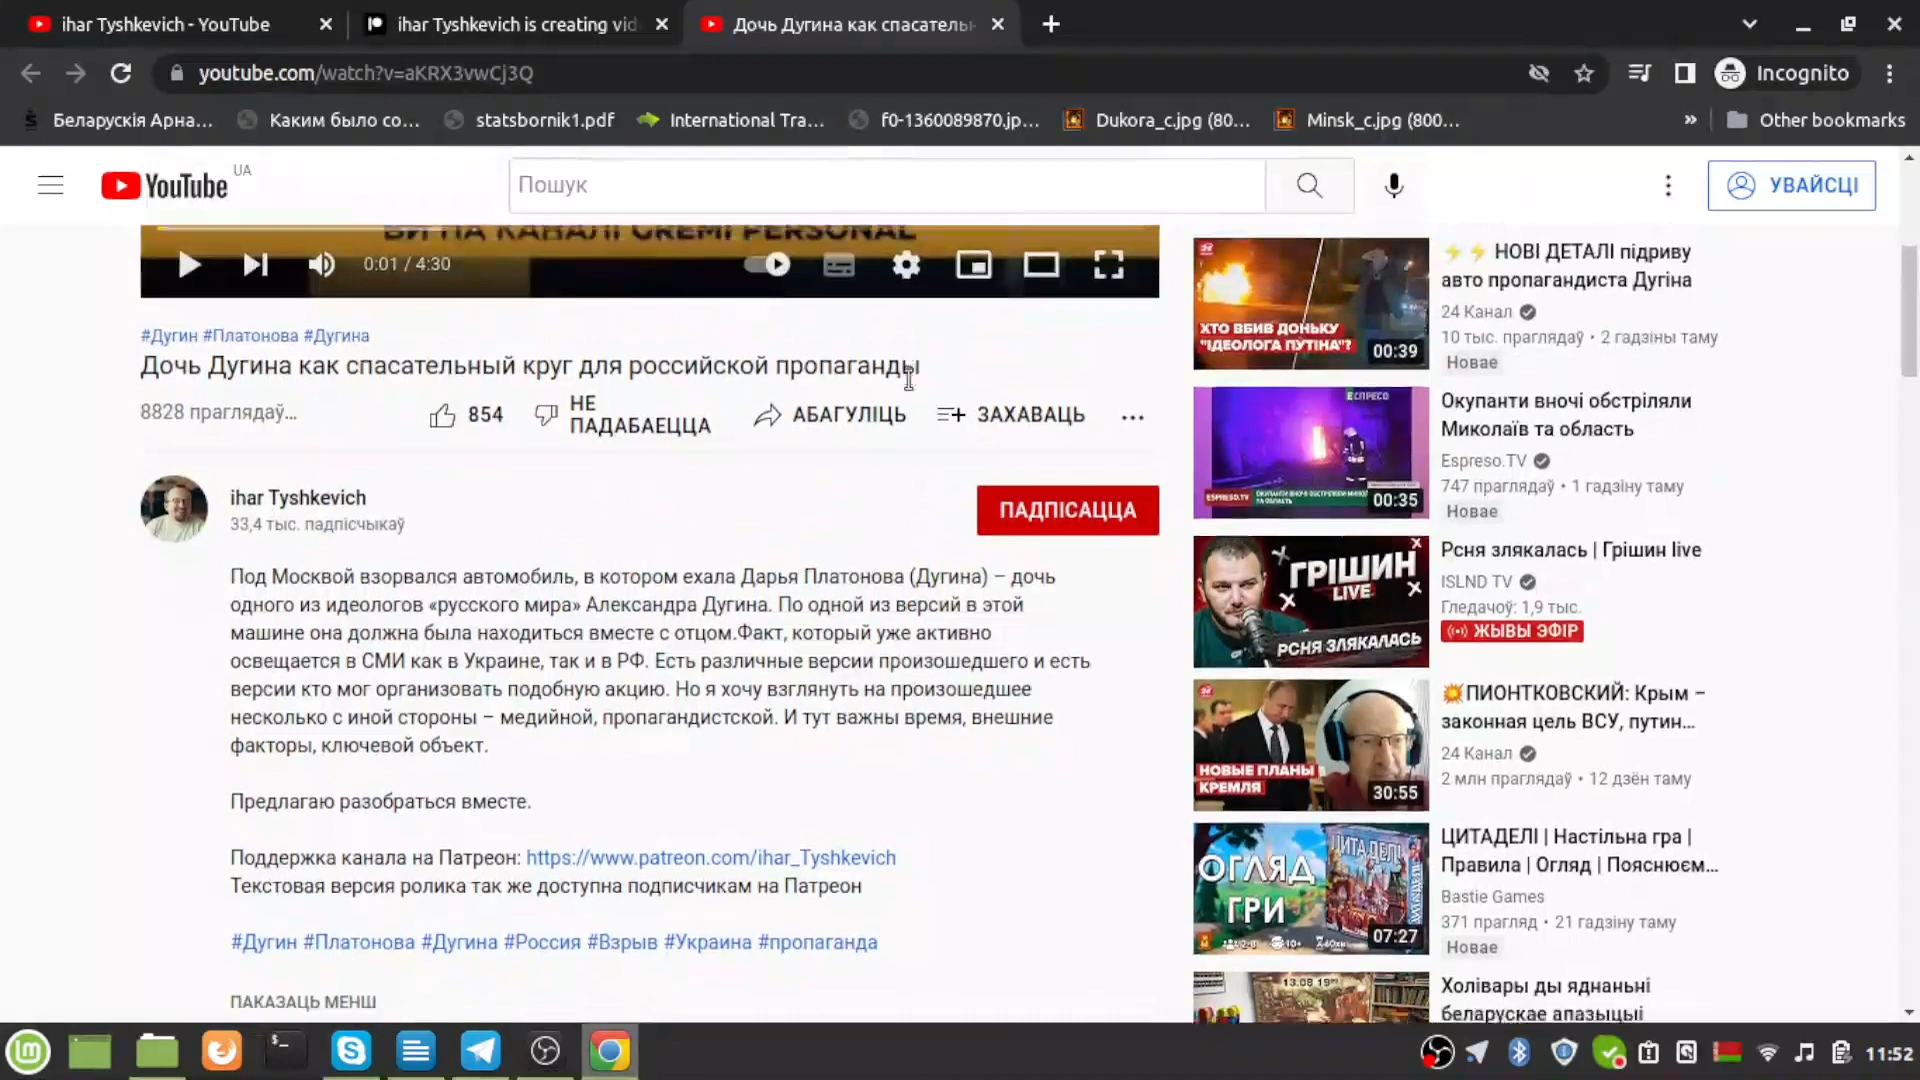 ihar Tyshkevich - YouTube
ihar Tyshkevich is creating vid
Дочь Дугина как спасательн
youtube.com/watch?v=aKRX3vwCj3Q
Incognito
Беларускія Арна...
Каким было со...
statsbornik1.pdf
International Tra...
f0-1360089870.jp...
Dukora_c.jpg (80...
Minsk_c.jpg (800...
»
Other bookmarks
YouTube
UA
Пошук
УВАЙСЦІ
ВИ НА КАНАЛІ UREMI PERSONAL
0:01 / 4:30
#Дугин #Платонова #Дугина
Дочь Дугина как спасательный круг для российской пропаганды
8828 праглядаў...
854
НЕ
ПАДАБАЕЦЦА
АБАГУЛІЦЬ
ЗАХАВАЦЬ
ihar Tyshkevich
33,4 тыс. падпісчыкаў
ПАДПІСАЦЦА
Под Москвой взорвался автомобиль, в котором ехала Дарья Платонова (Дугина) – дочь
одного из идеологов «русского мира» Александра Дугина. По одной из версий в этой
машине она должна была находиться вместе с отцом.Факт, который уже активно
освещается в СМИ как в Украине, так и в РФ. Есть различные версии произошедшего и есть
версии кто мог организовать подобную акцию. Но я хочу взглянуть на произошедшее
несколько с иной стороны – медийной, пропагандистской. И тут важны время, внешние
факторы, ключевой объект.
Предлагаю разобраться вместе.
Поддержка канала на Патреон: https://www.patreon.com/ihar_Tyshkevich
Текстовая версия ролика так же доступна подписчикам на Патреон
#Дугин #Платонова #Дугина #Россия #Взрыв #Украина #пропаганда
ПАКАЗАЦЬ МЕНШ
ХТО ВБИВ ДОНЬКУ
"ІДЕОЛОГА ПУТІНА"?
00:39
⚡⚡ НОВІ ДЕТАЛІ підриву
авто пропагандиста Дугіна
24 Канал
10 тыс. праглядаў • 2 гадзіны таму
Новае
ЕСПРЕСО
ESPRESO.TV
00:35
Окупанти вночі обстріляли
Миколаїв та область
Espreso.TV
747 праглядаў • 1 гадзіну таму
Новае
ГРІШИН
LIVE
РСНЯ ЗЛЯКАЛАСЬ
Рсня злякалась | Грішин live
ISLND TV
Гледачоў: 1,9 тыс.
ЖЫВЫ ЭФІР
НОВЫЕ ПЛАНЫ
КРЕМЛЯ
30:55
💥ПИОНТКОВСКИЙ: Крым –
законная цель ВСУ, путин...
24 Канал
2 млн праглядаў • 12 дзён таму
ОГЛЯД
ГРИ
ЦИТАДЕЛІ
07:27
ЦИТАДЕЛІ | Настільна гра |
Правила | Огляд | Пояснюєм...
Bastie Games
371 прагляд • 21 гадзіну таму
Новае
13.08
Холівары ды яднаньні
беларускае апазыцыі
11:52